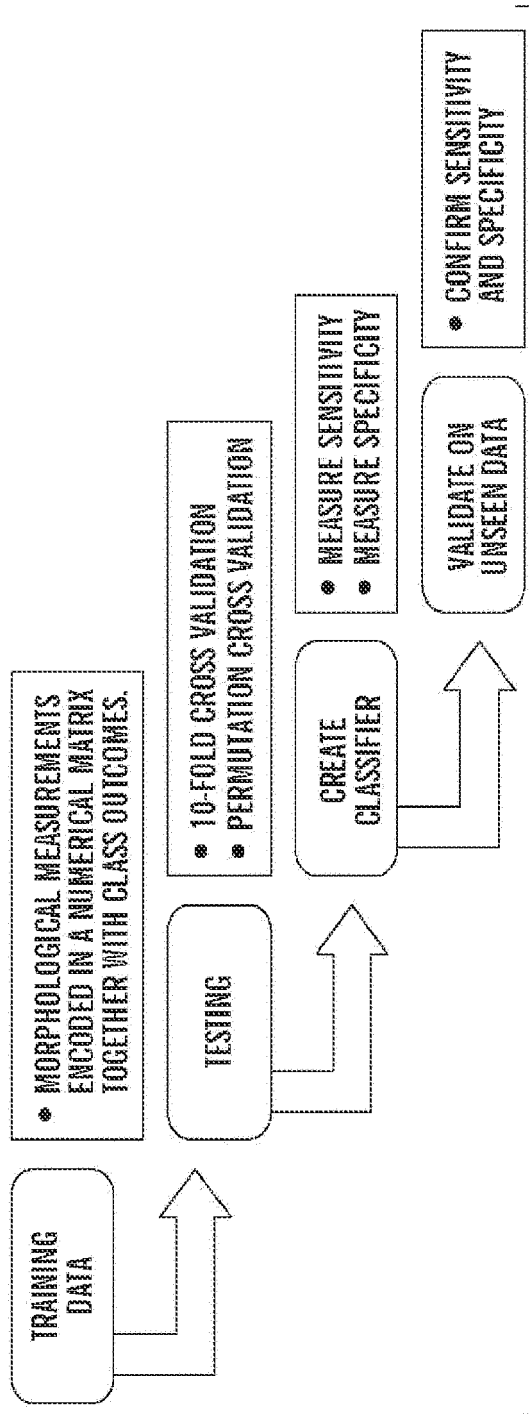 TRAINING
DATA
• MORPHOLOGICAL MEASUREMENTS
ENCODED IN A NUMERICAL MATRIX
TOGETHER WITH CLASS OUTCOMES.
TESTING
• 10-FOLD CROSS VALIDATION
• PERMUTATION CROSS VALIDATION
CREATE
CLASSIFIER
• MEASURE SENSITIVITY
• MEASURE SPECIFICITY
VALIDATE ON
UNSEEN DATA
• CONFIRM SENSITIVITY
AND SPECIFICITY